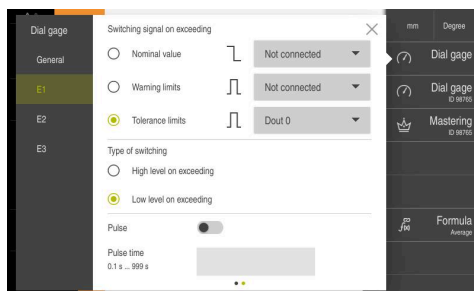 Dial gage
General
E1
E2
E3
Switching signal on exceeding
Nominal value
Not connected
Warning limits
Not connected
Tolerance limits
Dout 0
Type of switching
High level on exceeding
Low level on exceeding
Pulse
Pulse time
0.1 s ... 999 s
mm
Degree
Dial gage
Dial gage
ID 98765
Mastering
ID 98765
Formula
Average